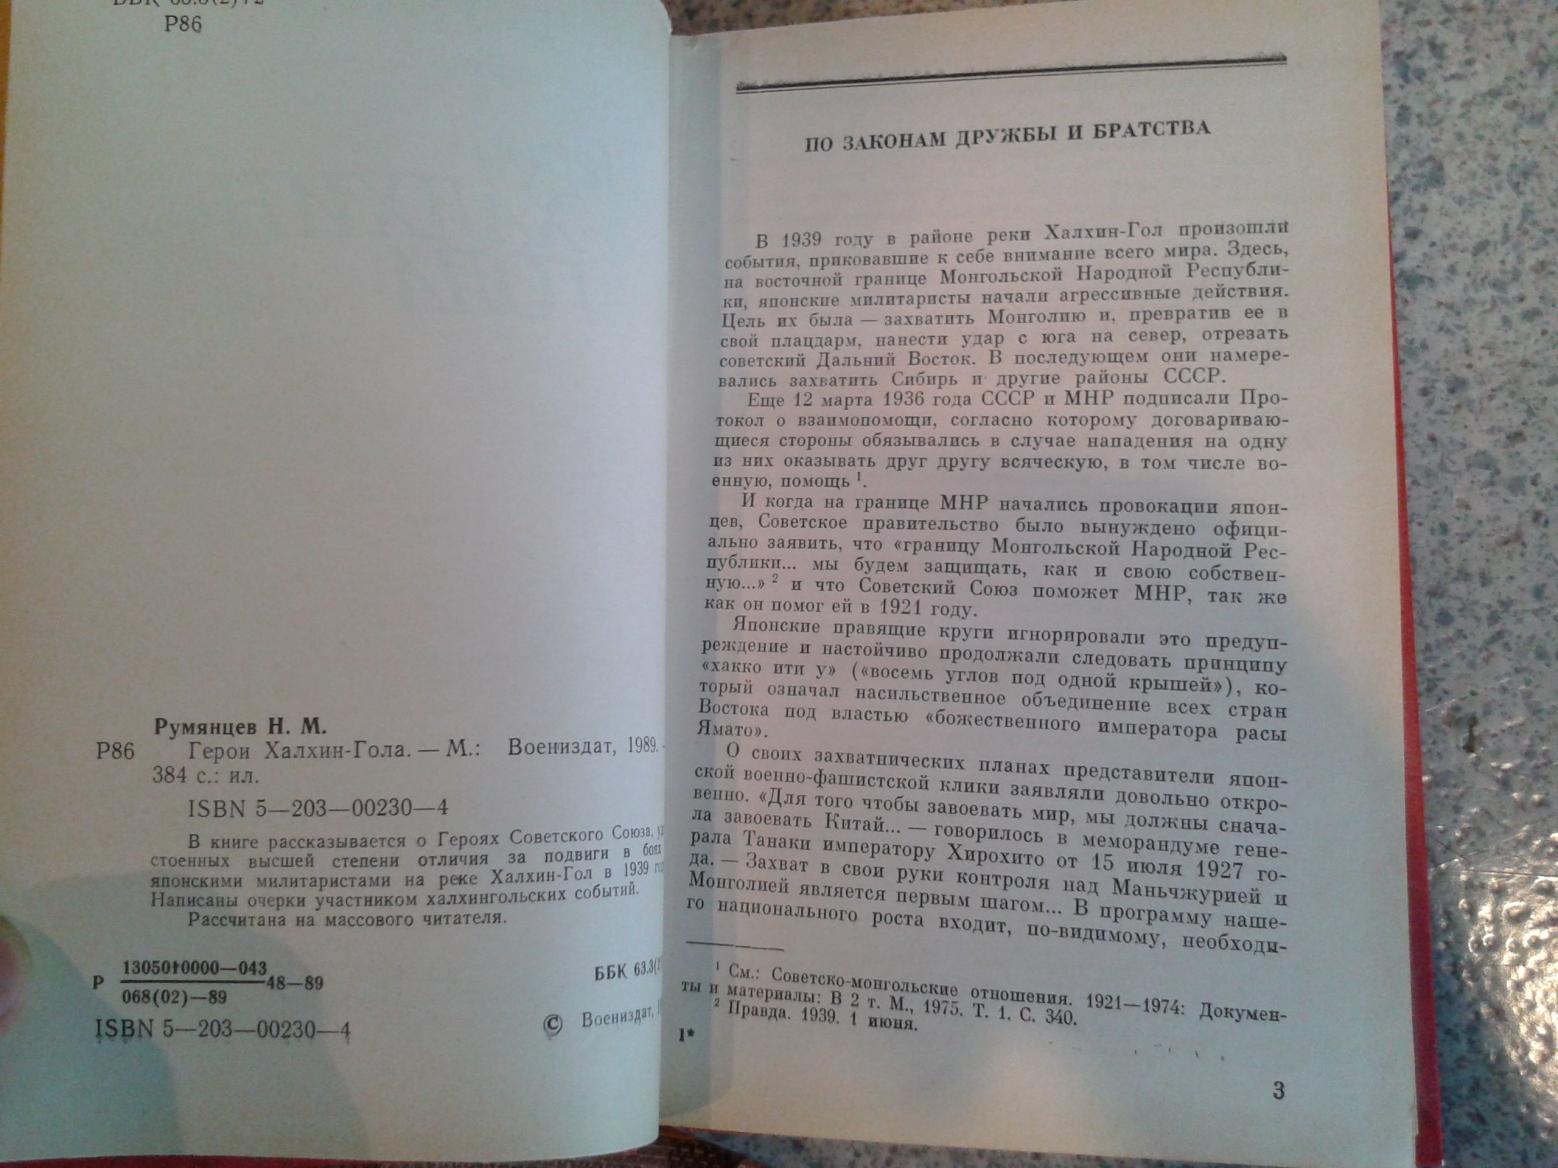 Р86
Румянцев Н. М.
Р86 Герои Халхин-Гола. — М.: Воениздат, 1989.
384 с.: ил.
ISBN 5—203—00230—4
В книге рассказывается о Героях Советского Союза,
стоенных высшей степени отличия за подвиги в
японскими милитаристами на реке Халхин-Гол в 1939
Написаны очерки участником халхингольских событий.
Рассчитана на массового читателя.
Р 1305010000—043 48—89
068(02)—89
ББК 63.3(
ISBN 5—203—00230—4
© Воениздат,
ПО ЗАКОНАМ ДРУЖБЫ И БРАТСТВА
В 1939 году в районе реки Халхин-Гол произошли
события, приковавшие к себе внимание всего мира. Здесь,
на восточной границе Монгольской Народной Республи-
ки, японские милитаристы начали агрессивные действия.
Цель их была — захватить Монголию и, превратив ее в
свой плацдарм, нанести удар с юга на север, отрезать
советский Дальний Восток. В последующем они намере-
вались захватить Сибирь и другие районы СССР.
Еще 12 марта 1936 года СССР и МНР подписали Про-
токол о взаимопомощи, согласно которому договариваю-
щиеся стороны обязывались в случае нападения на одну
из них оказывать друг другу всяческую, в том числе во-
енную, помощь ¹.
И когда на границе МНР начались провокации япон-
цев, Советское правительство было вынуждено офици-
ально заявить, что «границу Монгольской Народной Рес-
публики... мы будем защищать, как и свою собствен-
ную...» ² и что Советский Союз поможет МНР, так же
как он помог ей в 1921 году.
Японские правящие круги игнорировали это предуп-
реждение и настойчиво продолжали следовать принципу
«хакко ити у» («восемь углов под одной крышей»), ко-
торый означал насильственное объединение всех стран
Востока под властью «божественного императора расы
Ямато».
О своих захватнических планах представители япон-
ской военно-фашистской клики заявляли довольно откро-
венно. «Для того чтобы завоевать мир, мы должны снача-
ла завоевать Китай... — говорилось в меморандуме гене-
рала Танаки императору Хирохито от 15 июля 1927 го-
да. — Захват в свои руки контроля над Маньчжурией и
Монголией является первым шагом... В программу наше-
го национального роста входит, по-видимому, необходи-
¹ См.: Советско-монгольские отношения. 1921—1974: Докумен-
ты и материалы: В 2 т. М., 1975. Т. 1. С. 340.
² Правда. 1939. 1 июня.
1*
3